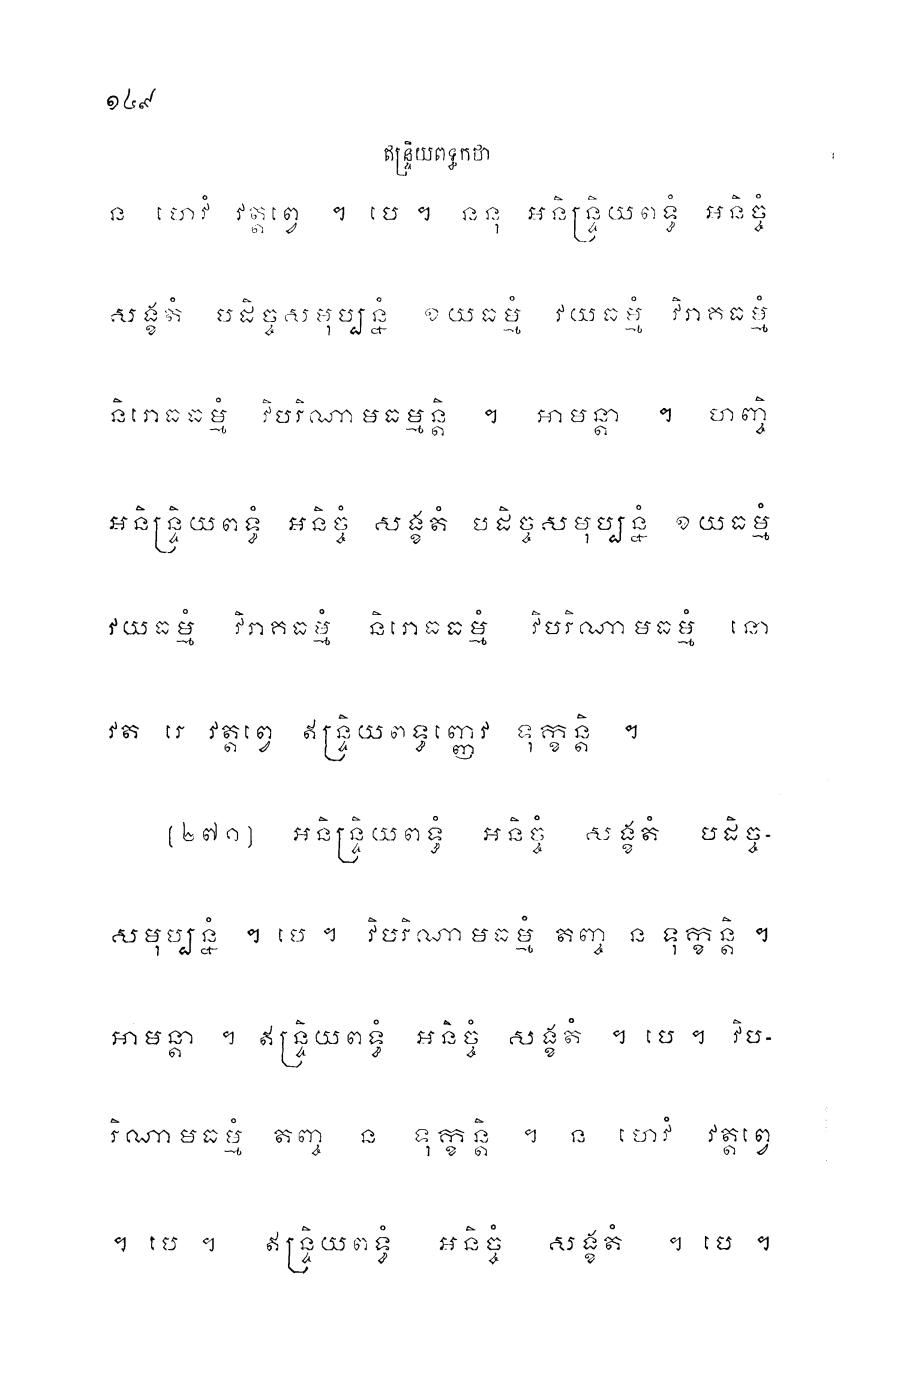 ១៤៩
ឥន្ទ្រិយពទ្ធកថា
ន ហេវំ វត្តព្វេ ។ បេ ។ ននុ អនិន្ទ្រិយពទ្ធំ អនិច្ចំ
សង្ខតំ បដិច្ចសមុប្បន្នំ ខយធម្មំ វយធម្មំ វិរាគធម្មំ
និរោធធម្មំ វិបរិណាមធម្មន្តិ ។ អាមន្តា ។ ហញ្ចិ
អនិន្ទ្រិយពទ្ធំ អនិច្ចំ សង្ខតំ បដិច្ចសមុប្បន្នំ ខយធម្មំ
វយធម្មំ វិរាគធម្មំ និរោធធម្មំ វិបរិណាមធម្មំ នោ
វត រេ វត្តព្វេ ឥន្ទ្រិយពទ្ធញ្ញេវ ទុក្ខន្តិ ។
(២៧១) អនិន្ទ្រិយពទ្ធំ អនិច្ចំ សង្ខតំ បដិច្ច-
សមុប្បន្នំ ។ បេ ។ វិបរិណាមធម្មំ តញ្ច ន ទុក្ខន្តិ ។
អាមន្តា ។ ឥន្ទ្រិយពទ្ធំ អនិច្ចំ សង្ខតំ ។ បេ ។ វិប-
រិណាមធម្មំ តញ្ច ន ទុក្ខន្តិ ។ ន ហេវំ វត្តព្វេ
។ បេ ។ ឥន្ទ្រិយពទ្ធំ អនិច្ចំ សង្ខតំ ។ បេ ។